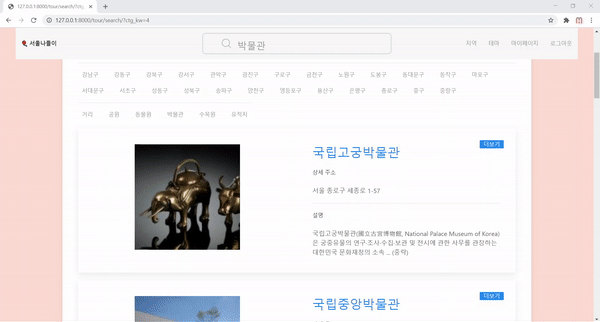 127.0.0.1:8000/tour/search/?ctg_
127.0.0.1:8000/tour/search/?ctg_kw=4
서울나들이
박물관
지역 테마 마이페이지 로그아웃
강남구 강동구 강북구 강서구 관악구 광진구 구로구 금천구 노원구 도봉구 동대문구 동작구 마포구
서대문구 서초구 성동구 성북구 송파구 양천구 영등포구 용산구 은평구 종로구 중구 중랑구
거리 공원 동물원 박물관 수목원 유적지
국립고궁박물관
더보기
상세 주소
서울 종로구 세종로 1-57
설명
국립고궁박물관(國立古宮博物館, National Palace Museum of Korea)
은 궁중유물의 연구·조사·수집·보관 및 전시에 관한 사무를 관장하는
대한민국 문화재청의 소속 ... (중략)
국립중앙박물관
더보기